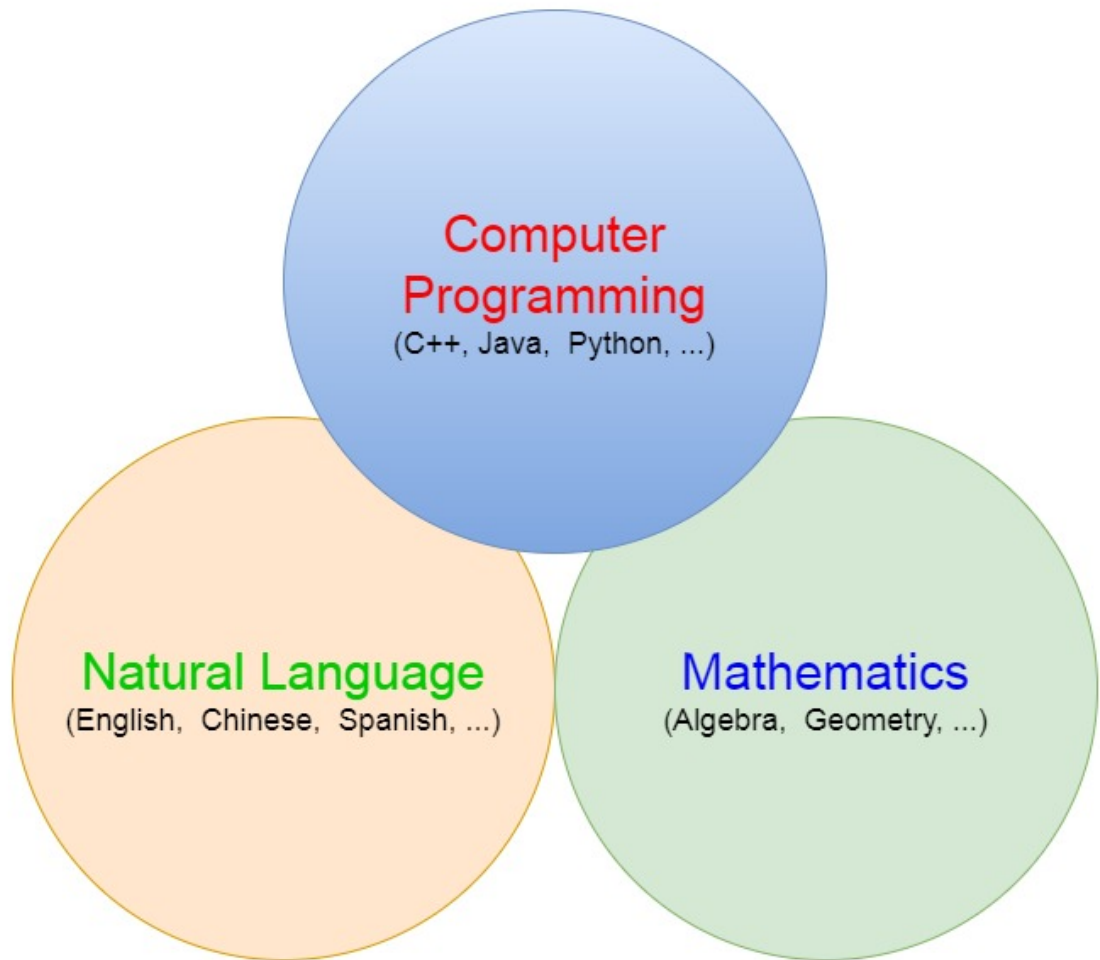 Computer
Programming
(C++, Java, Python, ...)
Natural Language
(English, Chinese, Spanish, ...)
Mathematics
(Algebra, Geometry, ...)